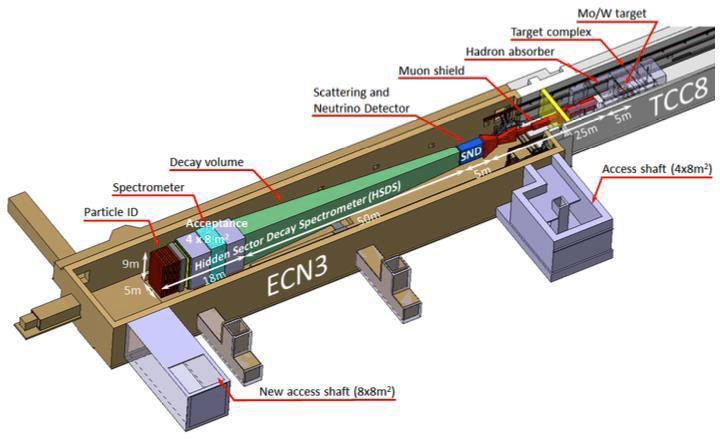 Mo/W target
Target complex
Hadron absorber
Muon shield
TCC8
Scattering and
Neutrino Detector
25m
5m
SND
5m
Access shaft (4x8m²)
Decay volume
Spectrometer
Particle ID
Acceptance
4 x 8 m²
Hidden Sector Decay Spectrometer (HSDS)
50m
9m
18m
5m
ECN3
New access shaft (8x8m²)